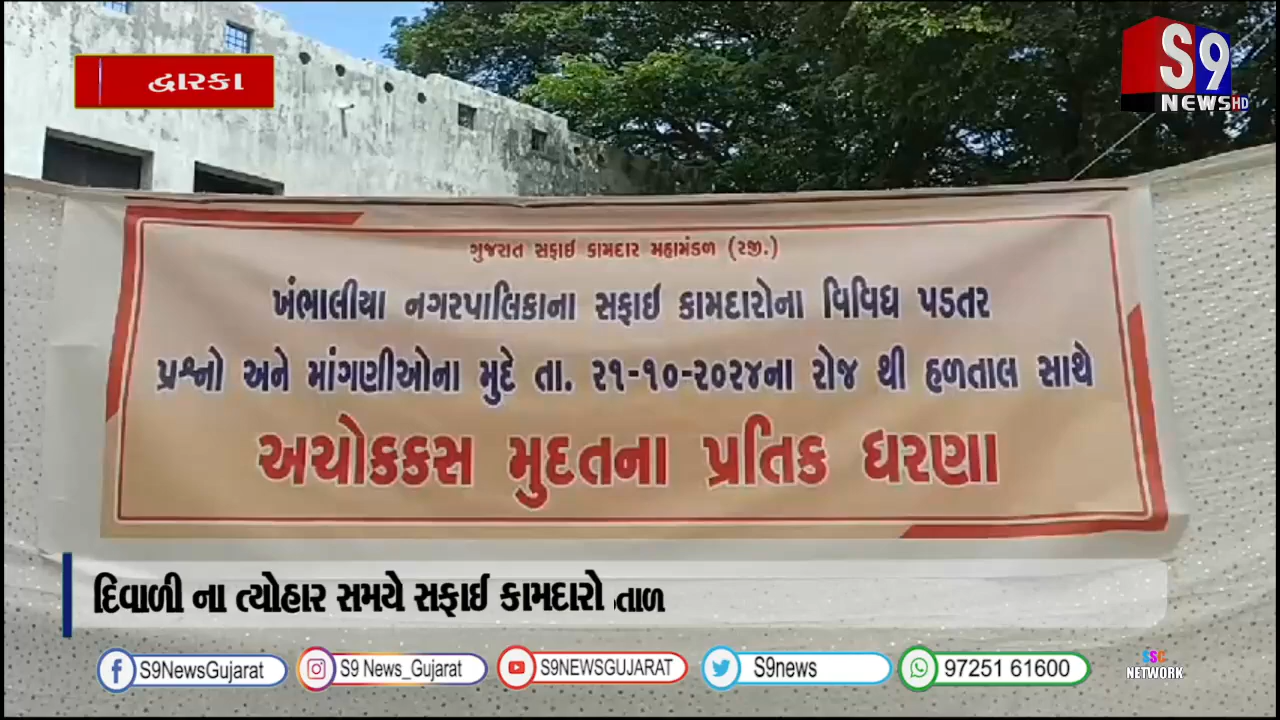 દ્વારકા
S9
NEWS HD
ગુજરાત સફાઈ કામદાર મહામંડળ (રજી.)
ખંભાલીયા નગરપાલિકાના સફાઈ કામદારોના વિવિધ પડતર
પ્રશ્નો અને માંગણીઓના મુદે તા. ૨૧-૧૦-૨૦૨૪ના રોજ થી હળતાલ સાથે
અચોકકસ મુદતના પ્રતિક ધરણા
દિવાળી ના ત્યોહાર સમયે સફાઈ કામદારો
S9NewsGujarat
S9 News_Gujarat
S9NEWSGUJARAT
S9news
97251 61600
NETWORK